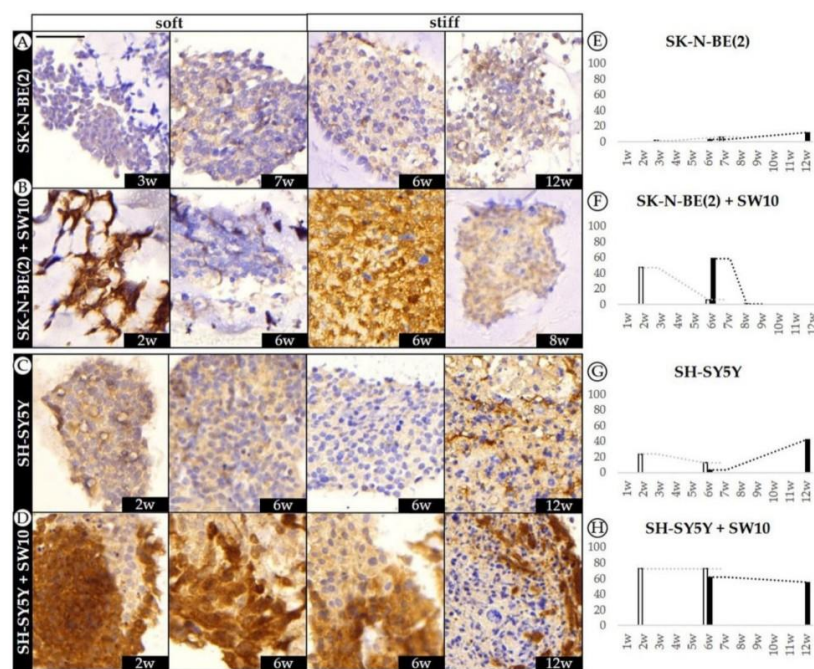 soft stiff
A SK-N-BE(2) 3w 7w 6w 12w
B SK-N-BE(2) + SW10 2w 6w 6w 8w
C SH-SY5Y 2w 6w 6w 12w
D SH-SY5Y + SW10 2w 6w 6w 12w
E SK-N-BE(2)
100
80
60
40
20
0
1w 2w 3w 4w 5w 6w 7w 8w 9w 10w 11w 12w
F SK-N-BE(2) + SW10
100
80
60
40
20
0
1w 2w 3w 4w 5w 6w 7w 8w 9w 10w 11w 12w
G SH-SY5Y
100
80
60
40
20
0
1w 2w 3w 4w 5w 6w 7w 8w 9w 10w 11w 12w
H SH-SY5Y + SW10
100
80
60
40
20
0
1w 2w 3w 4w 5w 6w 7w 8w 9w 10w 11w 12w